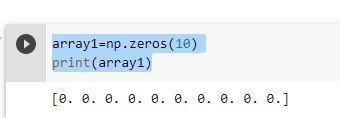 array1=np.zeros(10)
print(array1)
[0. 0. 0. 0. 0. 0. 0. 0. 0. 0.]